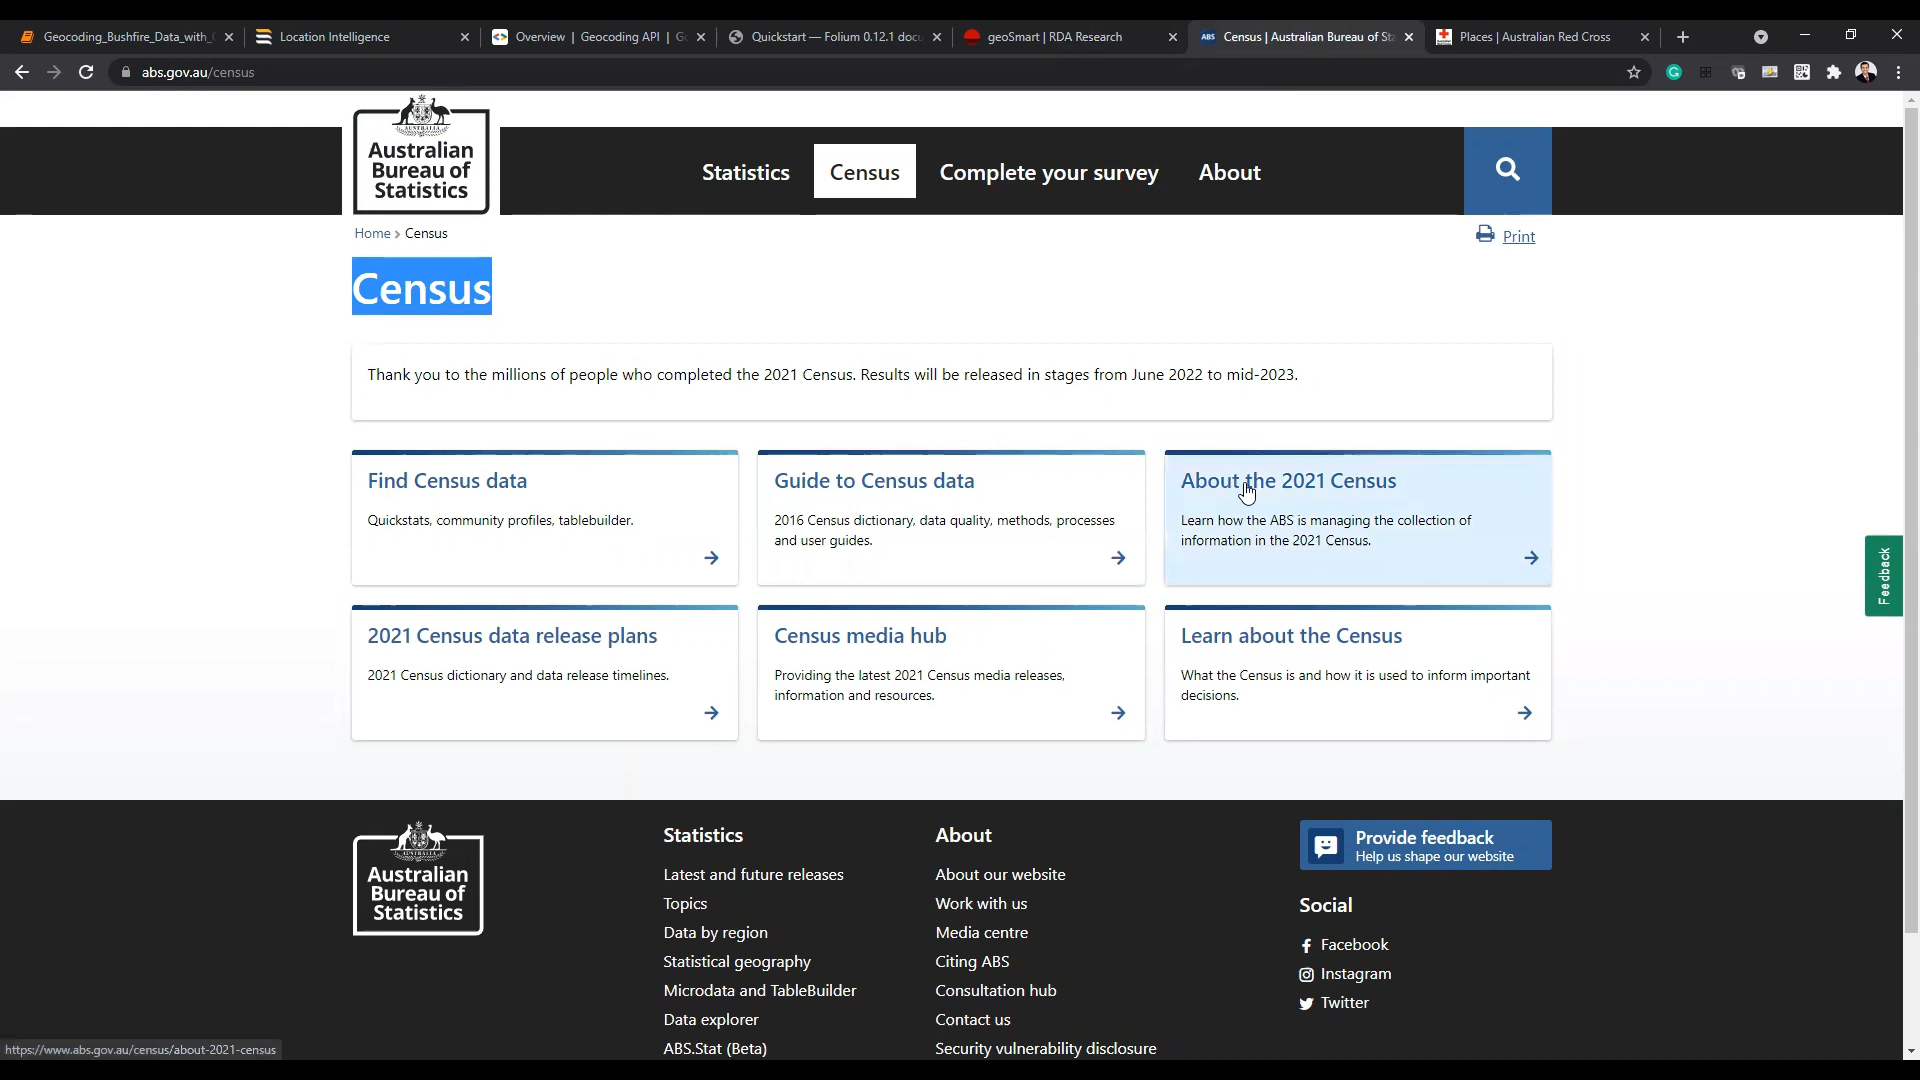 Geocoding_Bushfire_Data_with_
Location Intelligence
Overview | Geocoding API |
Quickstart — Folium 0.12.1 docu
geoSmart | RDA Research
ABS
Census | Australian Bureau of Sta
Places | Australian Red Cross
abs.gov.au/census
AUSTRALIA
Australian
Bureau of
Statistics
Statistics
Census
Complete your survey
About
Home > Census
Print
Census
Thank you to the millions of people who completed the 2021 Census. Results will be released in stages from June 2022 to mid-2023.
Find Census data
Quickstats, community profiles, tablebuilder.
Guide to Census data
2016 Census dictionary, data quality, methods, processes
and user guides.
About the 2021 Census
Learn how the ABS is managing the collection of
information in the 2021 Census.
Feedback
2021 Census data release plans
2021 Census dictionary and data release timelines.
Census media hub
Providing the latest 2021 Census media releases,
information and resources.
Learn about the Census
What the Census is and how it is used to inform important
decisions.
AUSTRALIA
Australian
Bureau of
Statistics
Statistics
Latest and future releases
Topics
Data by region
Statistical geography
Microdata and TableBuilder
Data explorer
ABS.Stat (Beta)
About
About our website
Work with us
Media centre
Citing ABS
Consultation hub
Contact us
Security vulnerability disclosure
Provide feedback
Help us shape our website
Social
Facebook
Instagram
Twitter
https://www.abs.gov.au/census/about-2021-census